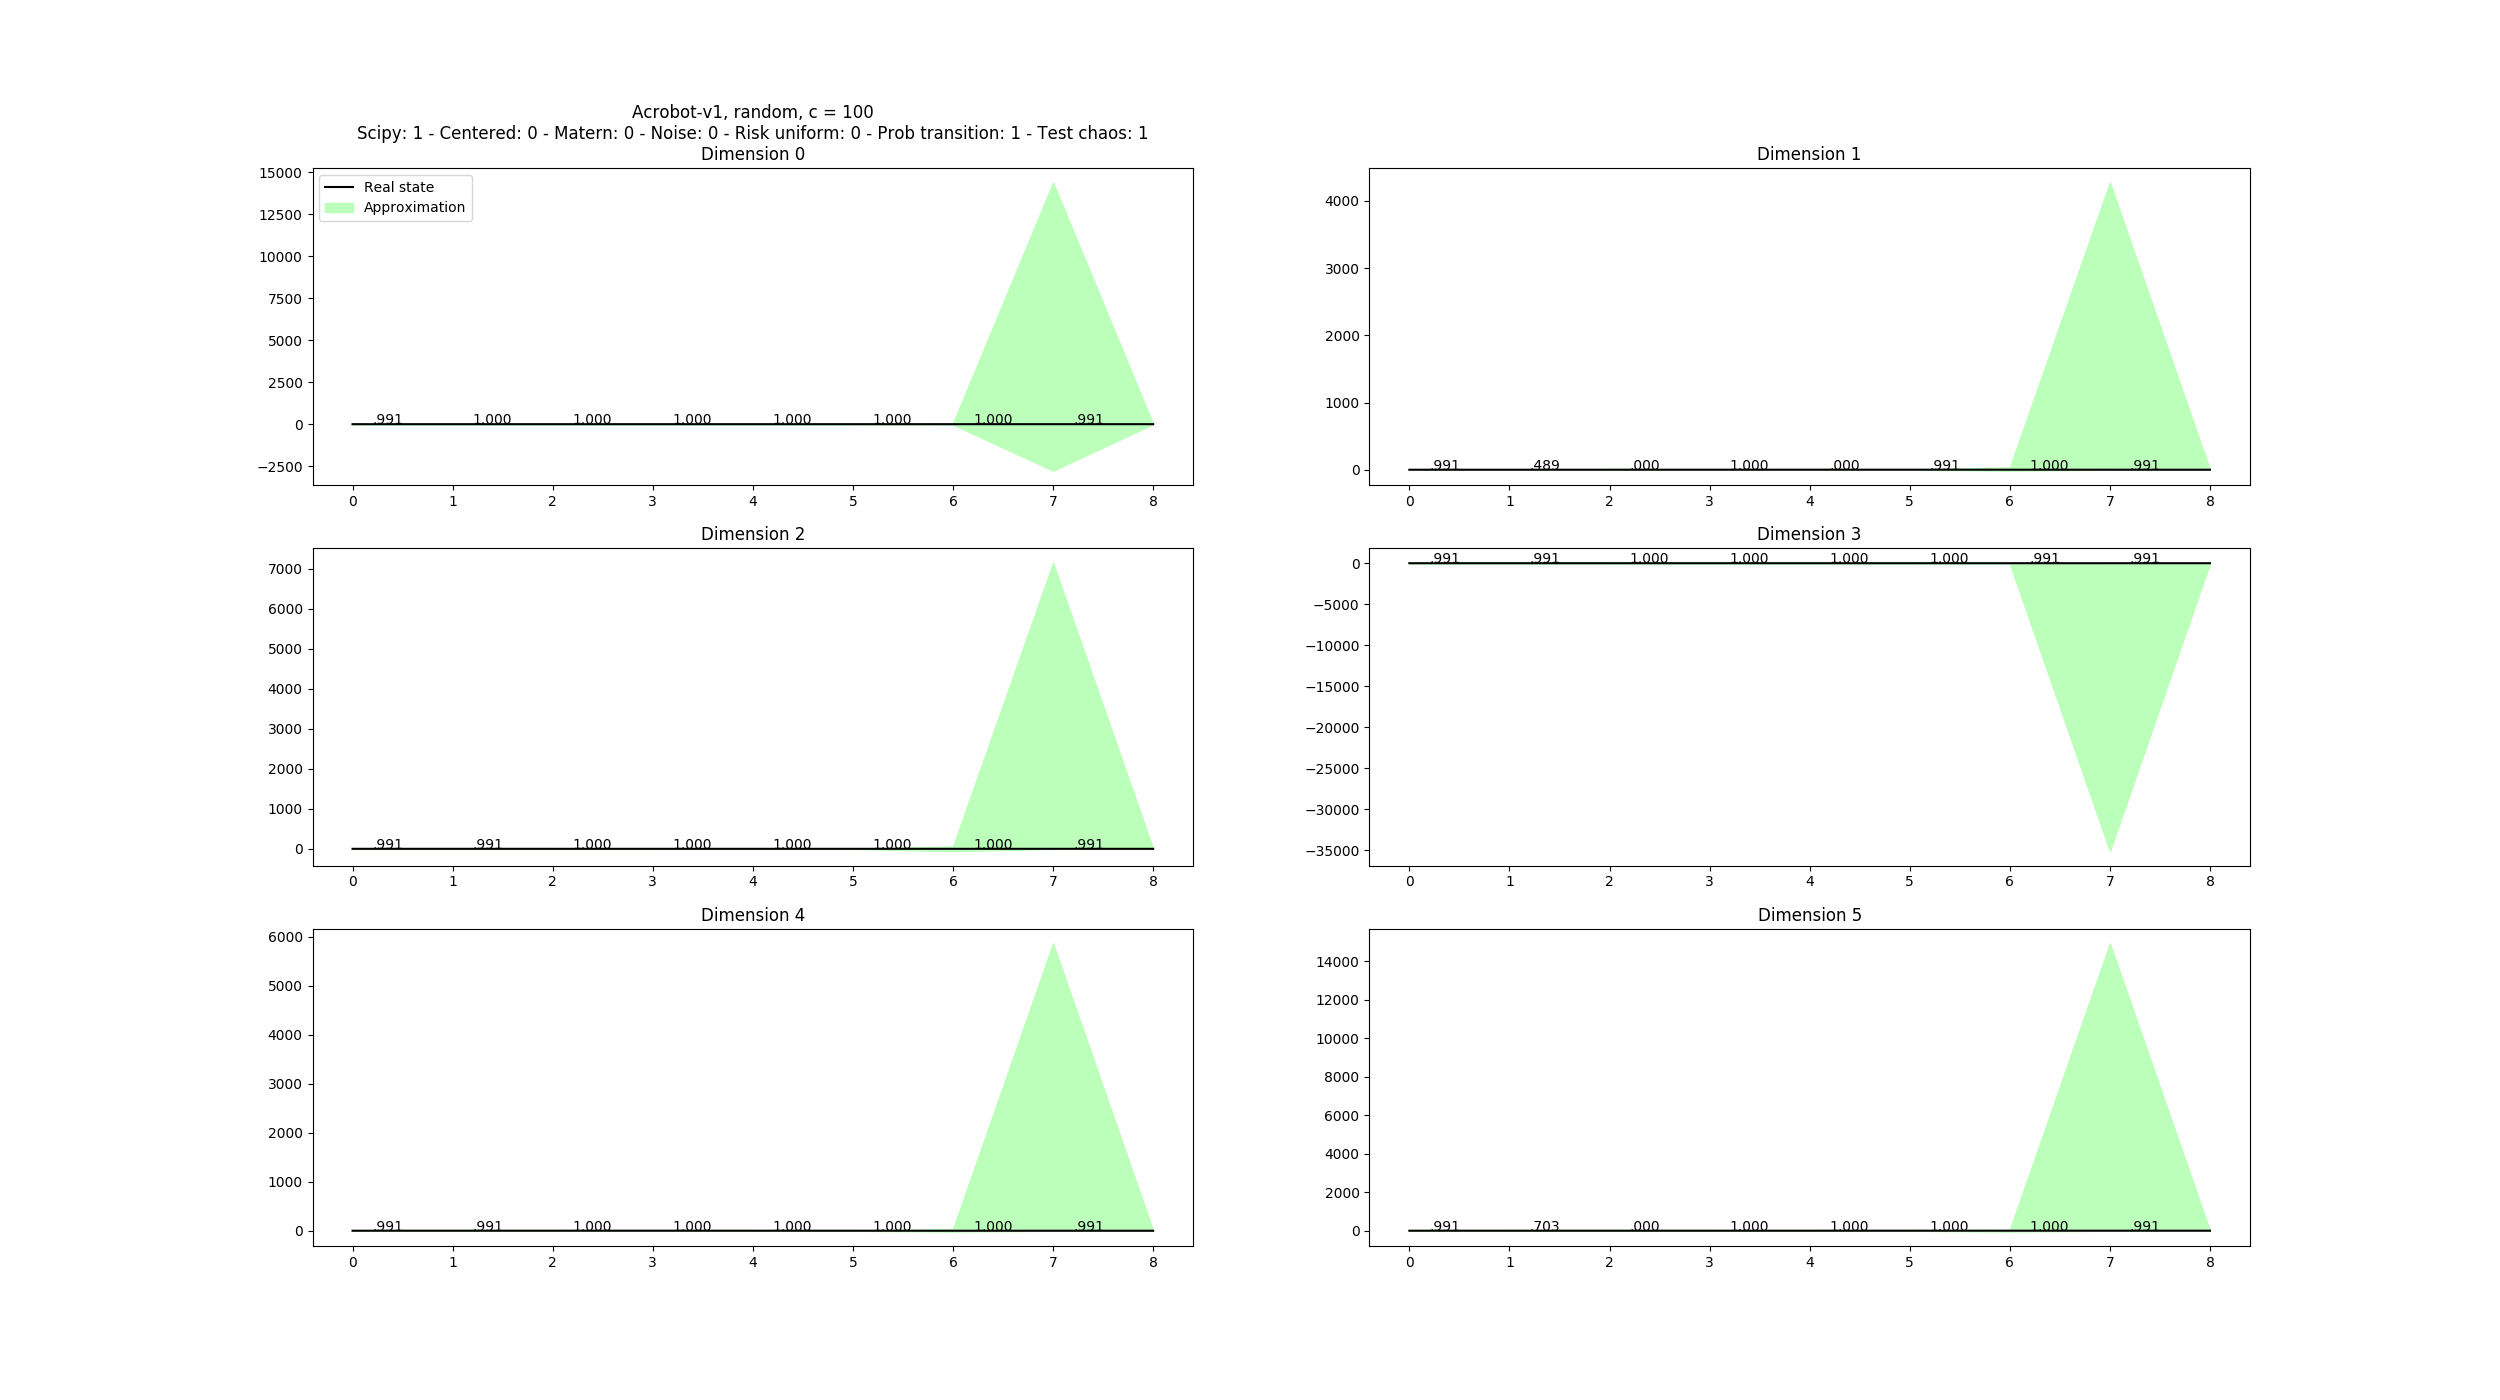 Acrobot-v1, random, c = 100
Scipy: 1 - Centered: 0 - Matern: 0 - Noise: 0 - Risk uniform: 0 - Prob transition: 1 - Test chaos: 1
Dimension 0
Real state
Approximation
15000
12500
10000
7500
5000
2500
0
−2500
.991 1.000 1.000 1.000 1.000 1.000 1.000 .991
0 1 2 3 4 5 6 7 8
Dimension 1
4000
3000
2000
1000
0
.991 .489 .000 1.000 .000 .991 1.000 .991
0 1 2 3 4 5 6 7 8
Dimension 2
7000
6000
5000
4000
3000
2000
1000
0
.991 .991 1.000 1.000 1.000 1.000 1.000 .991
0 1 2 3 4 5 6 7 8
Dimension 3
.991 .991 1.000 1.000 1.000 1.000 .991 .991
0
−5000
−10000
−15000
−20000
−25000
−30000
−35000
0 1 2 3 4 5 6 7 8
Dimension 4
6000
5000
4000
3000
2000
1000
0
.991 .991 1.000 1.000 1.000 1.000 1.000 .991
0 1 2 3 4 5 6 7 8
Dimension 5
14000
12000
10000
8000
6000
4000
2000
0
.991 .703 .000 1.000 1.000 1.000 1.000 .991
0 1 2 3 4 5 6 7 8